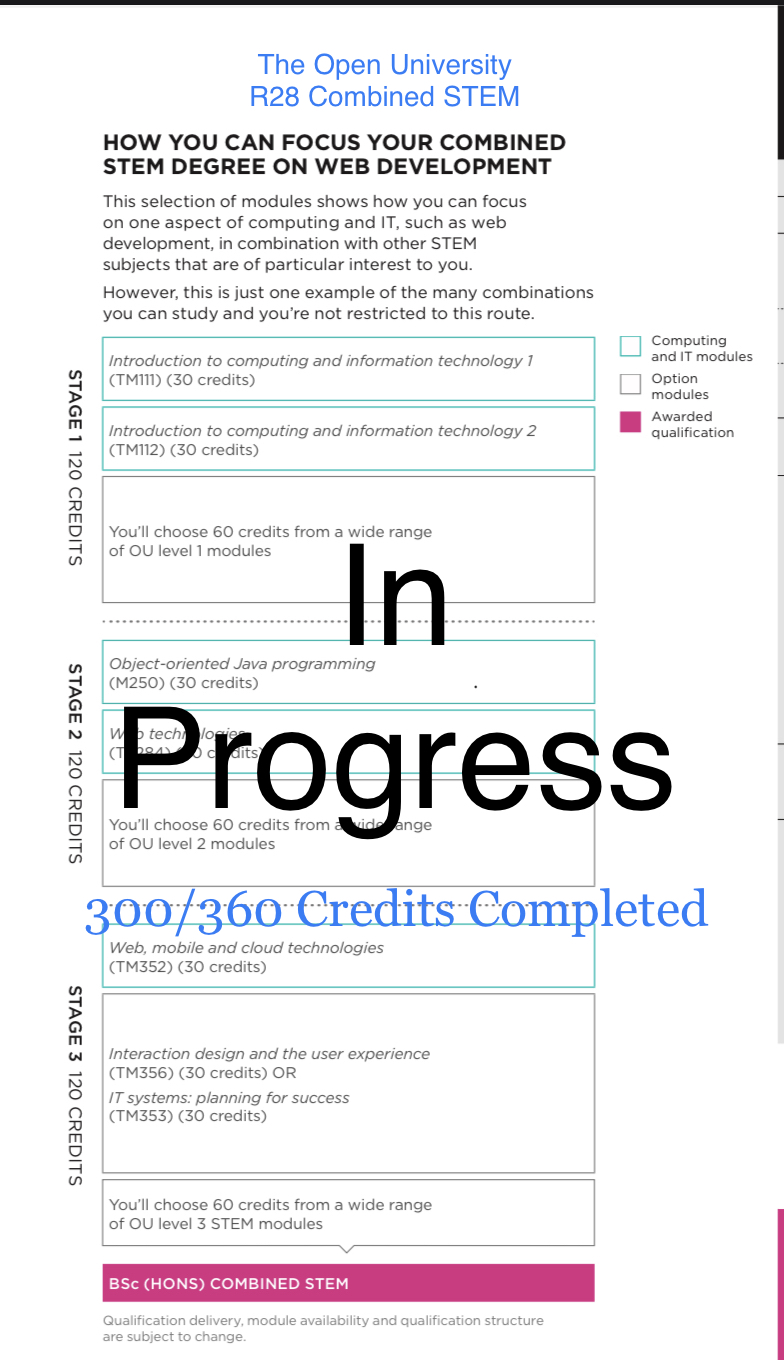 The Open University
R28 Combined STEM
HOW YOU CAN FOCUS YOUR COMBINED
STEM DEGREE ON WEB DEVELOPMENT
This selection of modules shows how you can focus
on one aspect of computing and IT, such as web
development, in combination with other STEM
subjects that are of particular interest to you.
However, this is just one example of the many combinations
you can study and you’re not restricted to this route.
Computing
and IT modules
Option
modules
Awarded
qualification
STAGE 1 120 CREDITS
Introduction to computing and information technology 1
(TM111) (30 credits)
Introduction to computing and information technology 2
(TM112) (30 credits)
You’ll choose 60 credits from a wide range
of OU level 1 modules
In
STAGE 2 120 CREDITS
Object-oriented Java programming
(M250) (30 credits)
Web technologies
(TT284) (30 credits)
Progress
You’ll choose 60 credits from a wide range
of OU level 2 modules
300/360 Credits Completed
STAGE 3 120 CREDITS
Web, mobile and cloud technologies
(TM352) (30 credits)
Interaction design and the user experience
(TM356) (30 credits) OR
IT systems: planning for success
(TM353) (30 credits)
You’ll choose 60 credits from a wide range
of OU level 3 STEM modules
BSc (HONS) COMBINED STEM
Qualification delivery, module availability and qualification structure
are subject to change.